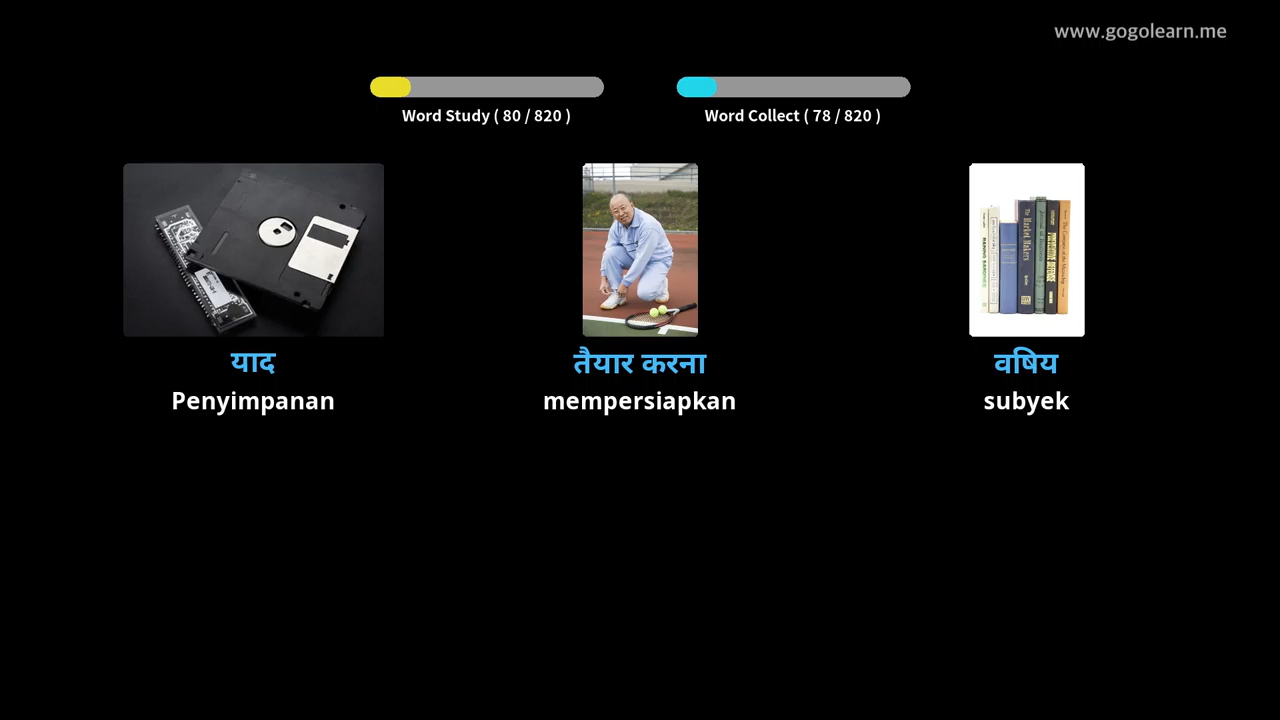 www.gogolearn.me
Word Study ( 80 / 820 )
Word Collect ( 78 / 820 )
याद
तैयार करना
वषिय
Penyimpanan
mempersiapkan
subyek